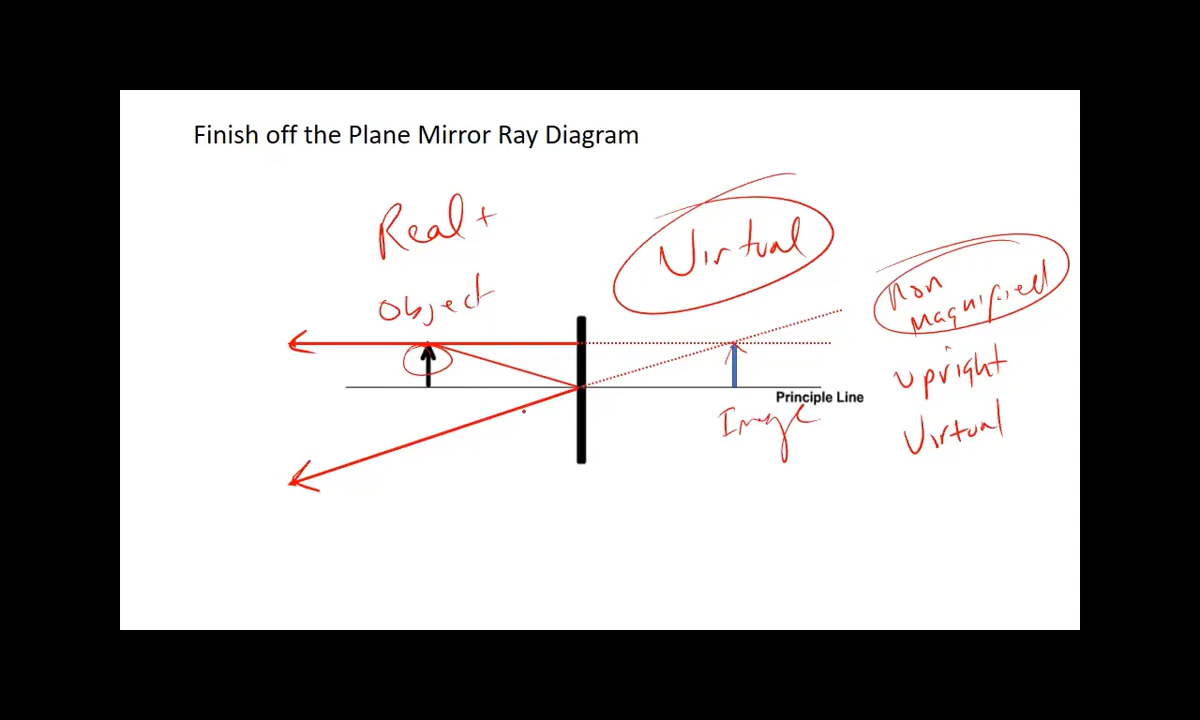 Finish off the Plane Mirror Ray Diagram
Real +
Virtual
Object
non
magnified
upright
Virtual
Principle Line
Image